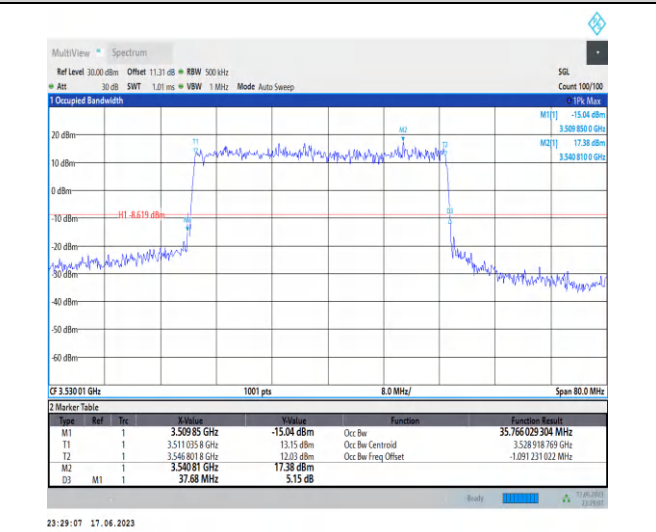 MultiView Spectrum
Ref Level 30.00 dBm Offset 11.31 dB RBW 500 kHz SGL
Att 30 dB SWT 1.01 ms VBW 1 MHz Mode Auto Sweep Count 100/100
1 Occupied Bandwidth 1Pk Max
M1[1] -15.04 dBm
3.509 850 0 GHz
M2[1] 17.38 dBm
3.540 810 0 GHz
M2
20 dBm
T1
T2
10 dBm
0 dBm
D3
-10 dBm
H1 -8.619 dBm
-20 dBm
-30 dBm
-40 dBm
-50 dBm
-60 dBm
CF 3.530 01 GHz 1001 pts 8.0 MHz/ Span 80.0 MHz
2 Marker Table
Type Ref Trc X-Value Y-Value Function Function Result
M1 1 3.509 85 GHz -15.04 dBm Occ Bw 35.766 029 304 MHz
T1 1 3.511 035 8 GHz 13.15 dBm Occ Bw Centroid 3.528 918 769 GHz
T2 1 3.546 801 8 GHz 12.03 dBm Occ Bw Freq Offset -1.091 231 022 MHz
M2 1 3.540 81 GHz 17.38 dBm
D3 M1 1 37.68 MHz 5.15 dB
Ready 17.06.2023
23:29:07
23:29:07 17.06.2023